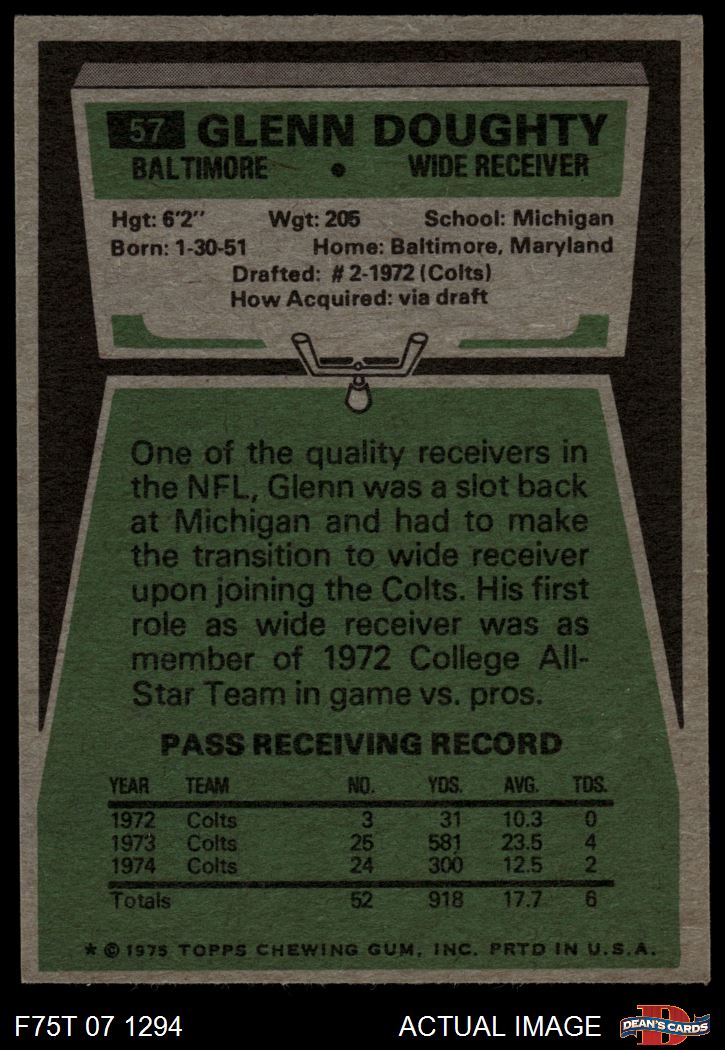 57 GLENN DOUGHTY
BALTIMORE • WIDE RECEIVER
Hgt: 6'2" Wgt: 205 School: Michigan
Born: 1-30-51 Home: Baltimore, Maryland
Drafted: # 2-1972 (Colts)
How Acquired: via draft
One of the quality receivers in
the NFL, Glenn was a slot back
at Michigan and had to make
the transition to wide receiver
upon joining the Colts. His first
role as wide receiver was as
member of 1972 College All-
Star Team in game vs. pros.
PASS RECEIVING RECORD
YEAR TEAM NO. YDS. AVG. TDS.
1972 Colts 3 31 10.3 0
1973 Colts 25 581 23.5 4
1974 Colts 24 300 12.5 2
Totals 52 918 17.7 6
* © 1975 TOPPS CHEWING GUM, INC. PRTD IN U.S.A.
F75T 07 1294 ACTUAL IMAGE D DEAN'S CARDS